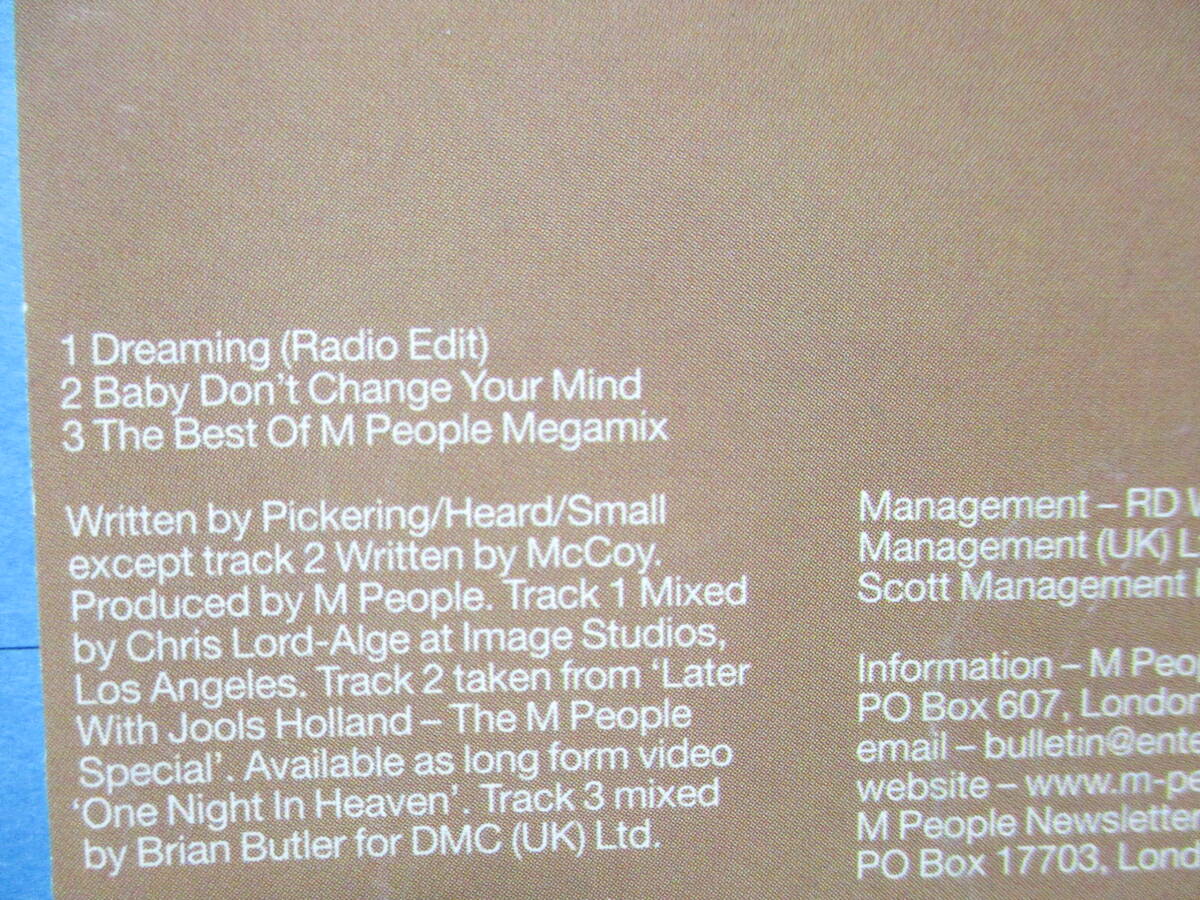 1 Dreaming (Radio Edit)
2 Baby Don't Change Your Mind
3 The Best Of M People Megamix
Written by Pickering/Heard/Small
except track 2 Written by McCoy.
Produced by M People. Track 1 Mixed
by Chris Lord-Alge at Image Studios,
Los Angeles. Track 2 taken from 'Later
With Jools Holland – The M People
Special'. Available as long form video
'One Night In Heaven'. Track 3 mixed
by Brian Butler for DMC (UK) Ltd.
Management – RD
Management (UK)
Scott Management
Information – M
PO Box 607, London
email –
website –
M People Newsletter
PO Box 17703,